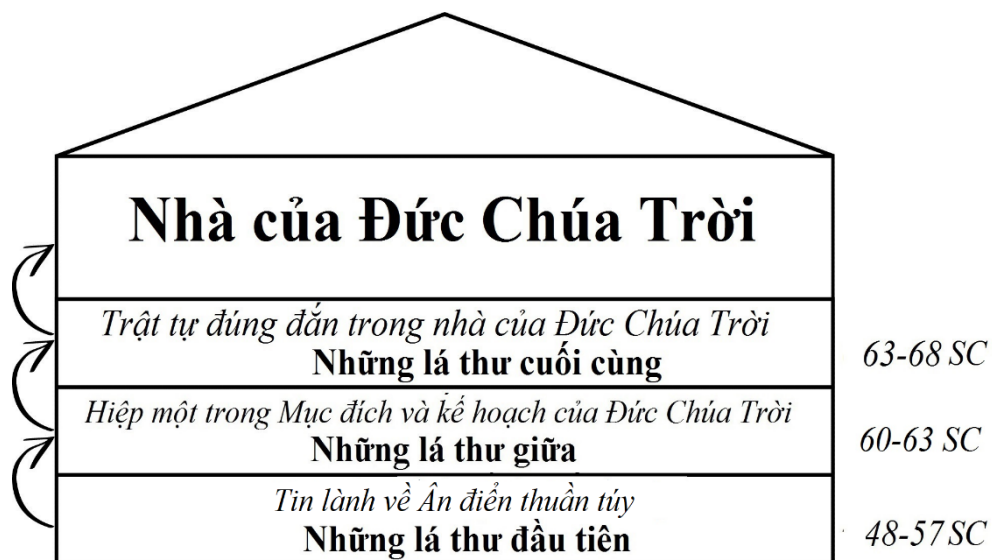 Nhà của Đức Chúa Trời
Trật tự đúng đắn trong nhà của Đức Chúa Trời
Những lá thư cuối cùng
63-68 SC
Hiệp một trong Mục đích và kế hoạch của Đức Chúa Trời
Những lá thư giữa
60-63 SC
Tin lành về Ân điển thuần túy
Những lá thư đầu tiên
48-57 SC